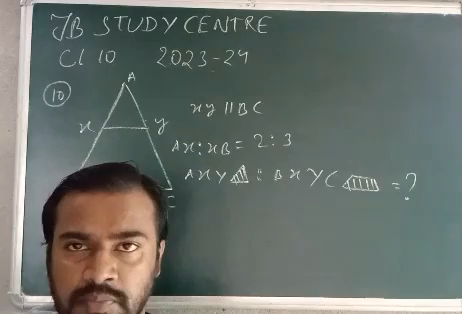 JB STUDY CENTRE
Cl 10 2023-24
10
A
x y
xy || BC
Ax : xB = 2 : 3
AxY : BxYC = ?
C